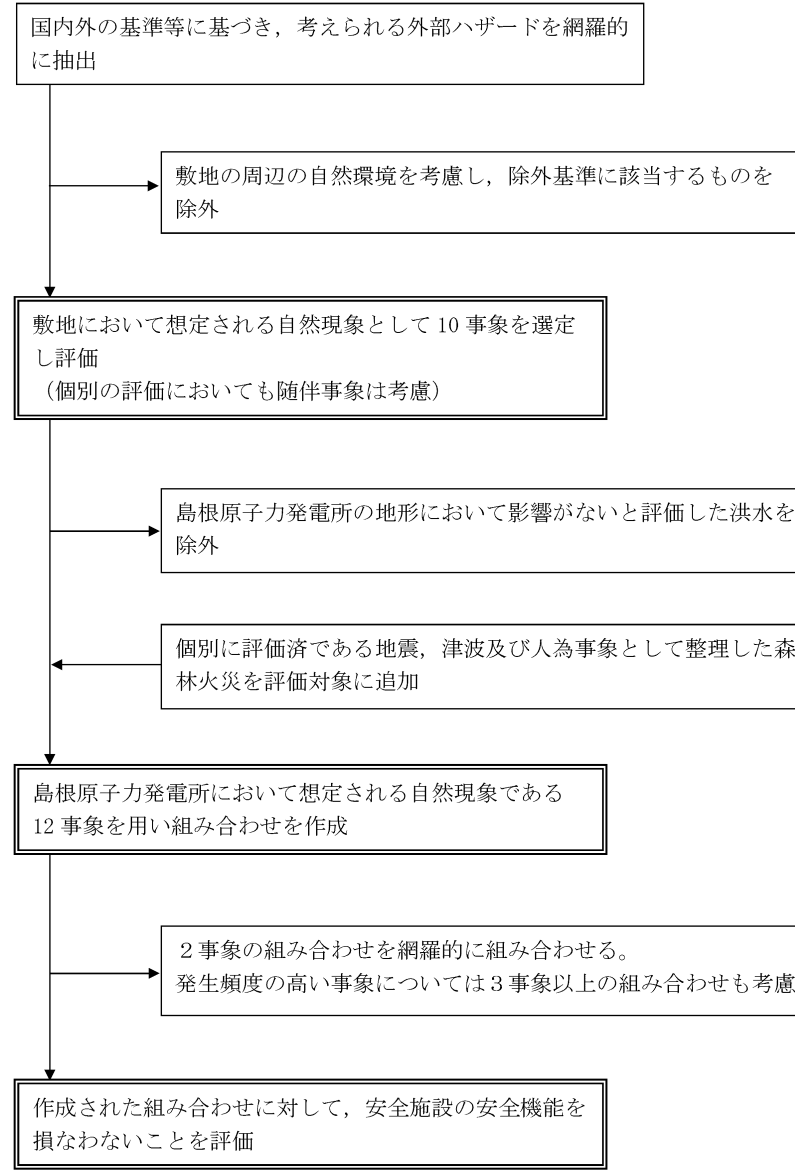 国内外の基準等に基づき，考えられる外部ハザードを網羅的
に抽出
敷地の周辺の自然環境を考慮し，除外基準に該当するものを
除外
敷地において想定される自然現象として 10 事象を選定
し評価
（個別の評価においても随伴事象は考慮）
島根原子力発電所の地形において影響がないと評価した洪水を
除外
個別に評価済である地震，津波及び人為事象として整理した森
林火災を評価対象に追加
島根原子力発電所において想定される自然現象である
12 事象を用い組み合わせを作成
２事象の組み合わせを網羅的に組み合わせる。
発生頻度の高い事象については３事象以上の組み合わせも考慮
作成された組み合わせに対して，安全施設の安全機能を
損なわないことを評価